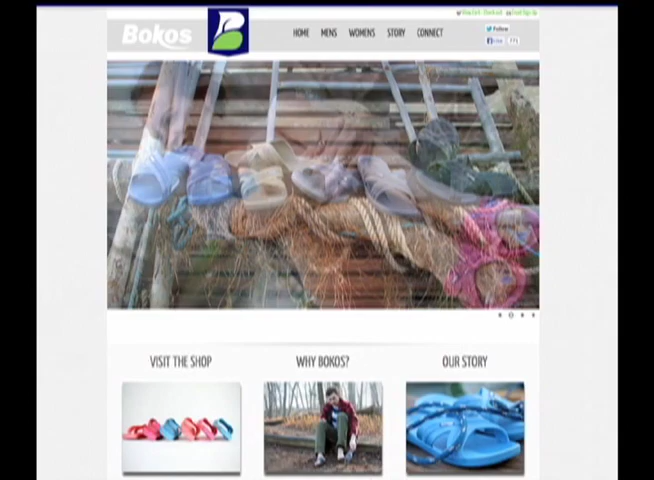 Bokos
HOME MENS WOMENS STORY CONNECT
Follow
VISIT THE SHOP WHY BOKOS? OUR STORY